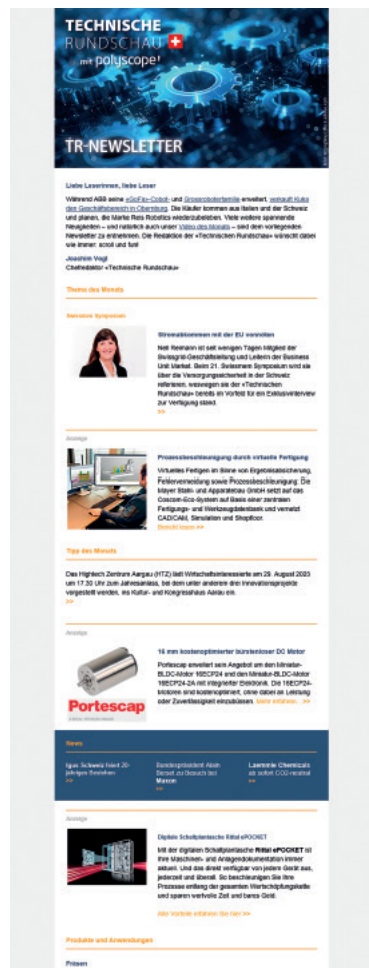 TECHNISCHE
RUNDSCHAU
...mit polyscope!
TR-NEWSLETTER
Liebe Leserinnen, liebe Leser
Während ABB seine «GoFa»-Cobot- und Grossroboterfamilie erweitert, verkauft Kuka
den Geschäftsbereich in Obernburg. Die Käufer kommen aus Italien und der Schweiz
und planen, die Marke Reis Robotics wiederzubeleben. Viele weitere spannende
Neuigkeiten – und natürlich auch unser Video des Monats – sind dem vorliegenden
Newsletter zu entnehmen. Die Redaktion der «Technischen Rundschau» wünscht dabei
wie immer: scroll und fun!
Joachim Vogl
Chefredaktor «Technische Rundschau»
Thema des Monats
Swissmem Symposium
Stromabkommen mit der EU vonnöten
Nell Reimann ist seit wenigen Tagen Mitglied der
Swissgrid-Geschäftsleitung und Leiterin der Business
Unit Market. Beim 21. Swissmem Symposium wird sie
über die Versorgungssicherheit in der Schweiz
referieren, weswegen sie der «Technischen
Rundschau» bereits im Vorfeld für ein Exklusivinterview
zur Verfügung stand.
>>
Anzeige
Prozessbeschleunigung durch virtuelle Fertigung
Virtuelles Fertigen im Sinne von Ergebnisabsicherung,
Fehlervermeidung sowie Prozessbeschleunigung: Die
Mayer Stahl- und Apparatebau GmbH setzt auf das
Coscom-Eco-System auf Basis einer zentralen
Fertigungs- und Werkzeugdatenbank und vernetzt
CAD/CAM, Simulation und Shopfloor.
Bericht lesen >>
Tipp des Monats
Das Hightech Zentrum Aargau (HTZ) lädt Wirtschaftsinteressierte am 29. August 2023
um 17.30 Uhr zum Jahresanlass, bei dem unter anderem drei Innovationsprojekte
vorgestellt werden, ins Kultur- und Kongresshaus Aarau ein.
>>
Anzeige
16 mm kostenoptimierter bürstenloser DC Motor
Portescap erweitert sein Angebot um den Miniatur-
BLDC-Motor 16ECP24 und den Miniatur-BLDC-Motor
16ECP24-2A mit integrierter Elektronik. Die 16ECP24-
Motoren sind kostenoptimiert, ohne dabei an Leistung
oder Zuverlässigkeit einzubüssen. Mehr erfahren... >>
Portescap
News
Igus Schweiz feiert 20-
jähriges Bestehen
>>
Bundespräsident Alain
Berset zu Besuch bei
Maxon
>>
Laemmle Chemicals
ab sofort CO2-neutral
>>
Anzeige
Digitale Schaltplantasche Rittal ePOCKET
Mit der digitalen Schaltplantasche Rittal ePOCKET ist
Ihre Maschinen- und Anlagendokumentation immer
aktuell. Und das direkt verfügbar von jedem Gerät aus,
jederzeit und überall. So beschleunigen Sie Ihre
Prozesse entlang der gesamten Wertschöpfungskette
und sparen wertvolle Zeit und bares Geld.
Alle Vorteile erfahren Sie hier >>
Produkte und Anwendungen
Fräsen